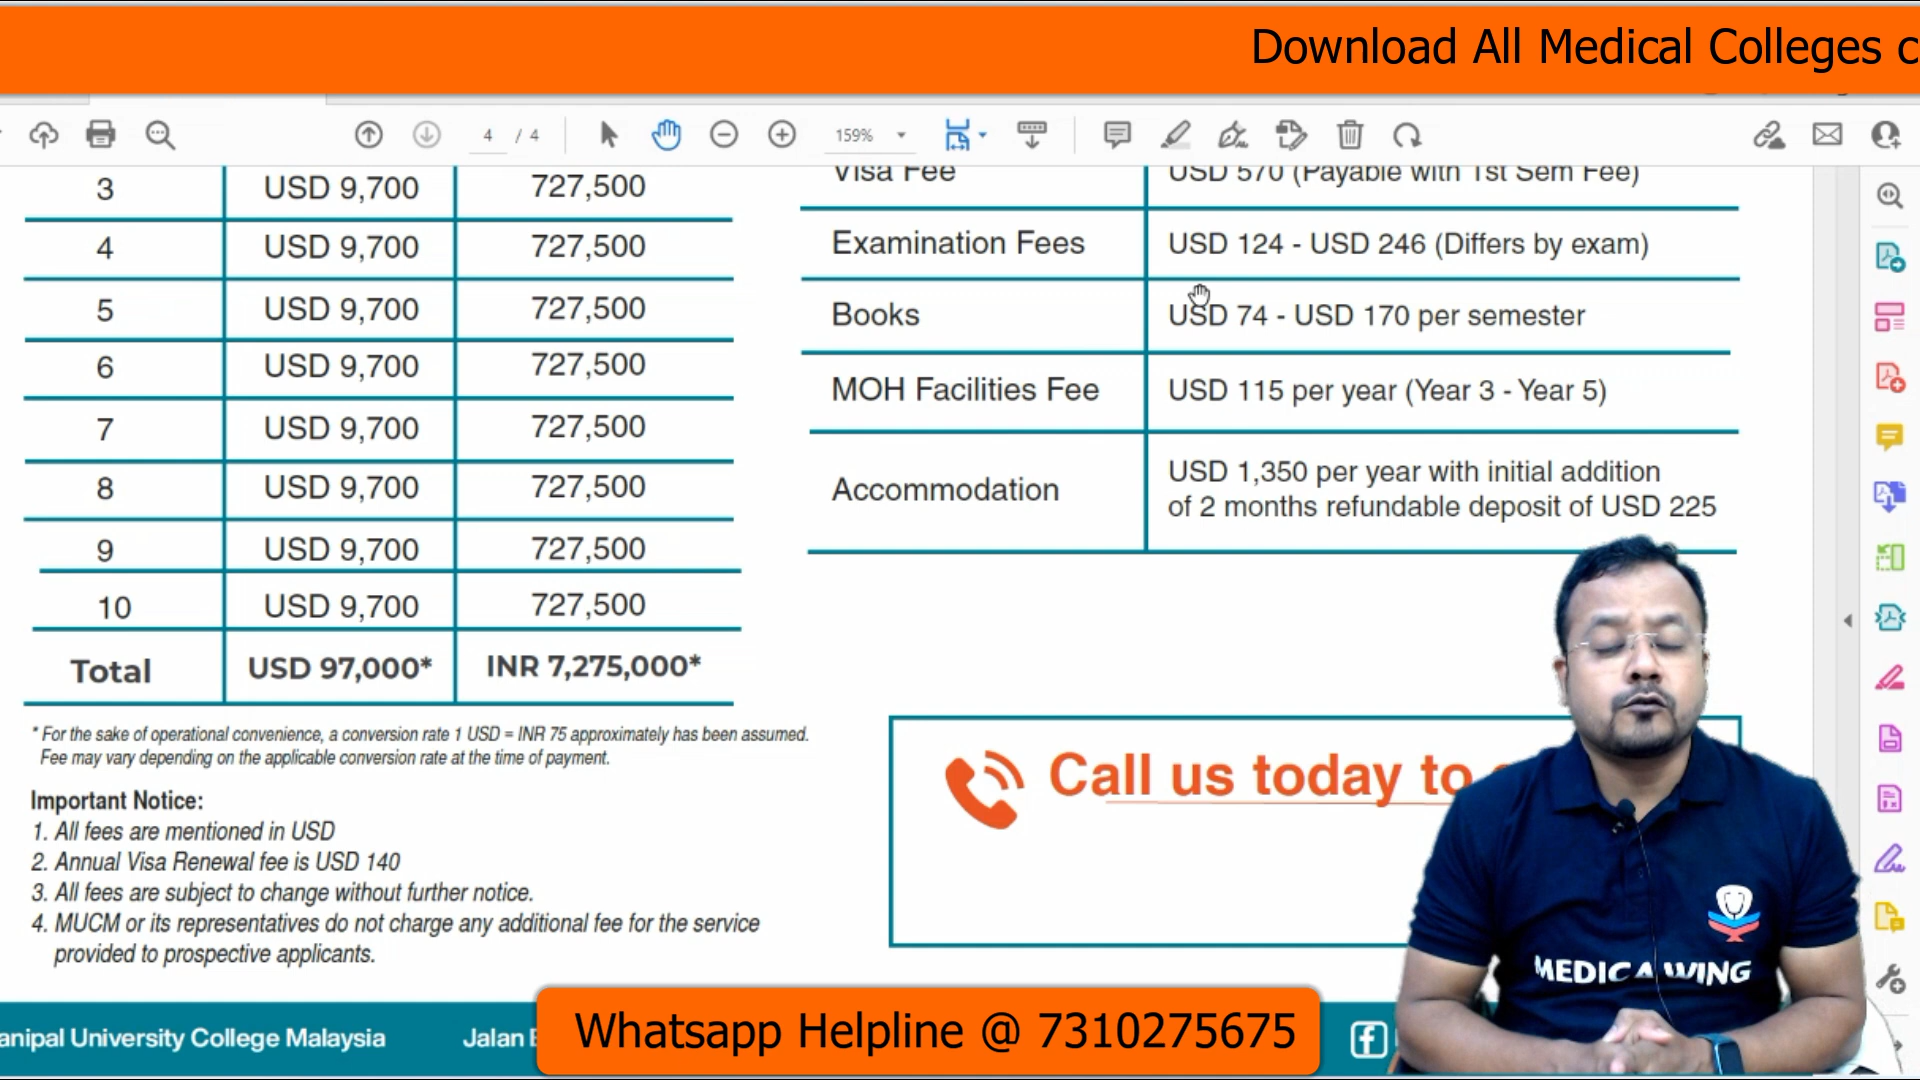 Download All Medical Colleges c
4 / 4
159%
3 USD 9,700 727,500
4 USD 9,700 727,500
5 USD 9,700 727,500
6 USD 9,700 727,500
7 USD 9,700 727,500
8 USD 9,700 727,500
9 USD 9,700 727,500
10 USD 9,700 727,500
Total USD 97,000* INR 7,275,000*
Visa Fee USD 570 (Payable with 1st Sem Fee)
Examination Fees USD 124 - USD 246 (Differs by exam)
Books USD 74 - USD 170 per semester
MOH Facilities Fee USD 115 per year (Year 3 - Year 5)
Accommodation USD 1,350 per year with initial addition
of 2 months refundable deposit of USD 225
* For the sake of operational convenience, a conversion rate 1 USD = INR 75 approximately has been assumed.
Fee may vary depending on the applicable conversion rate at the time of payment.
Important Notice:
1. All fees are mentioned in USD
2. Annual Visa Renewal fee is USD 140
3. All fees are subject to change without further notice.
4. MUCM or its representatives do not charge any additional fee for the service
provided to prospective applicants.
Call us today to
MEDICA WING
anipal University College Malaysia Jalan
Whatsapp Helpline @ 7310275675